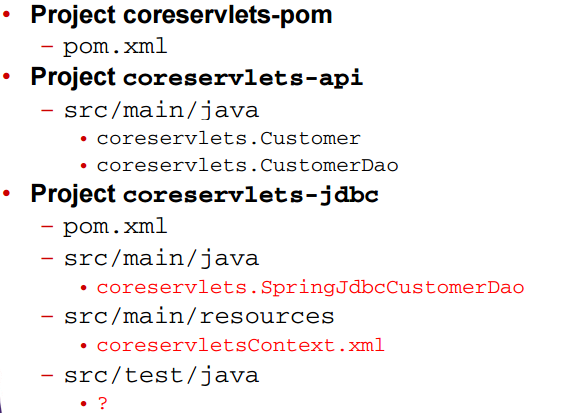 • Project coreservlets-pom
– pom.xml
• Project coreservlets-api
– src/main/java
• coreservlets.Customer
• coreservlets.CustomerDao
• Project coreservlets-jdbc
– pom.xml
– src/main/java
• coreservlets.SpringJdbcCustomerDao
– src/main/resources
• coreservletsContext.xml
– src/test/java
• ?